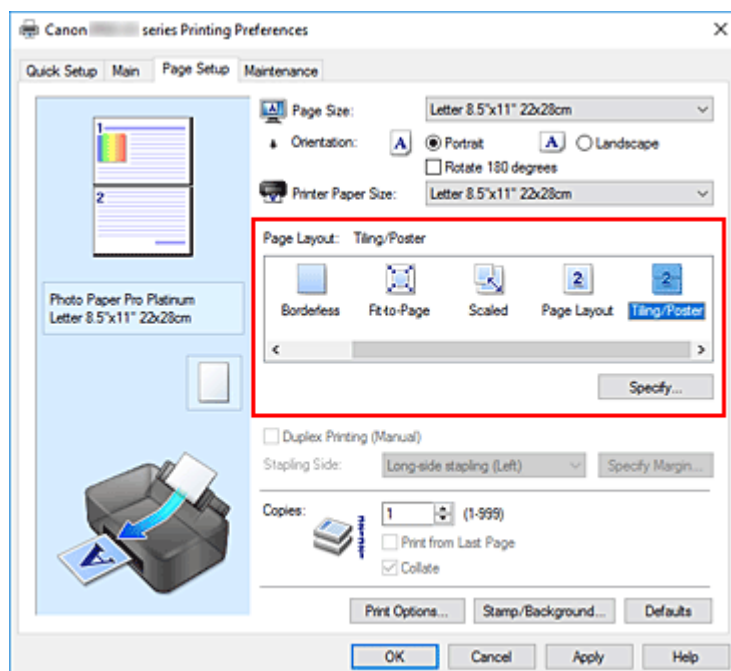 Canon series Printing Preferences
Quick Setup Main Page Setup Maintenance
1
2
Photo Paper Pro Platinum
Letter 8.5"x11" 22x28cm
Page Size: Letter 8.5"x11" 22x28cm
Orientation: A Portrait A Landscape
Rotate 180 degrees
Printer Paper Size: Letter 8.5"x11" 22x28cm
Page Layout: Tiling/Poster
2 2
Borderless Fit-to-Page Scaled Page Layout Tiling/Poster
Specify...
Duplex Printing (Manual)
Stapling Side: Long-side stapling (Left) Specify Margin...
Copies: 1 (1-999)
Print from Last Page
Collate
A
Print Options... Stamp/Background... Defaults
OK Cancel Apply Help